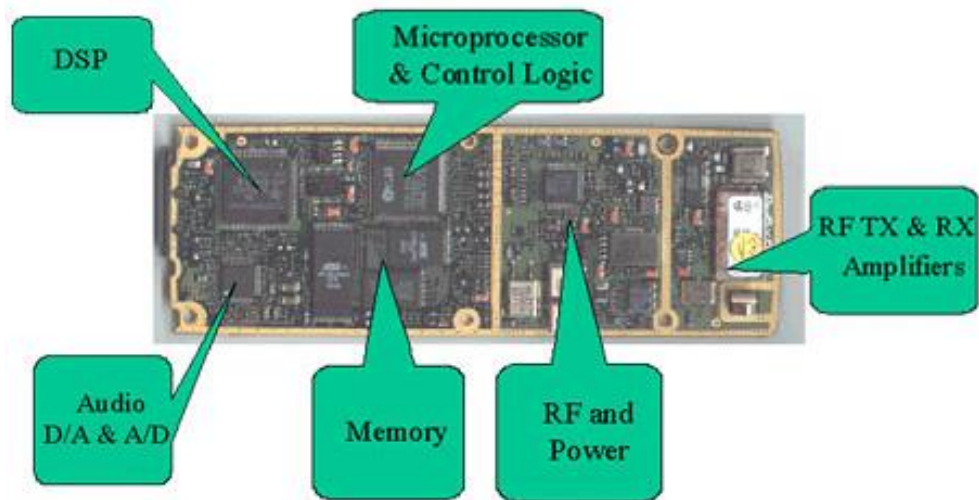 DSP
Microprocessor
& Control Logic
RF TX & RX
Amplifiers
Audio
D/A & A/D
Memory
RF and
Power